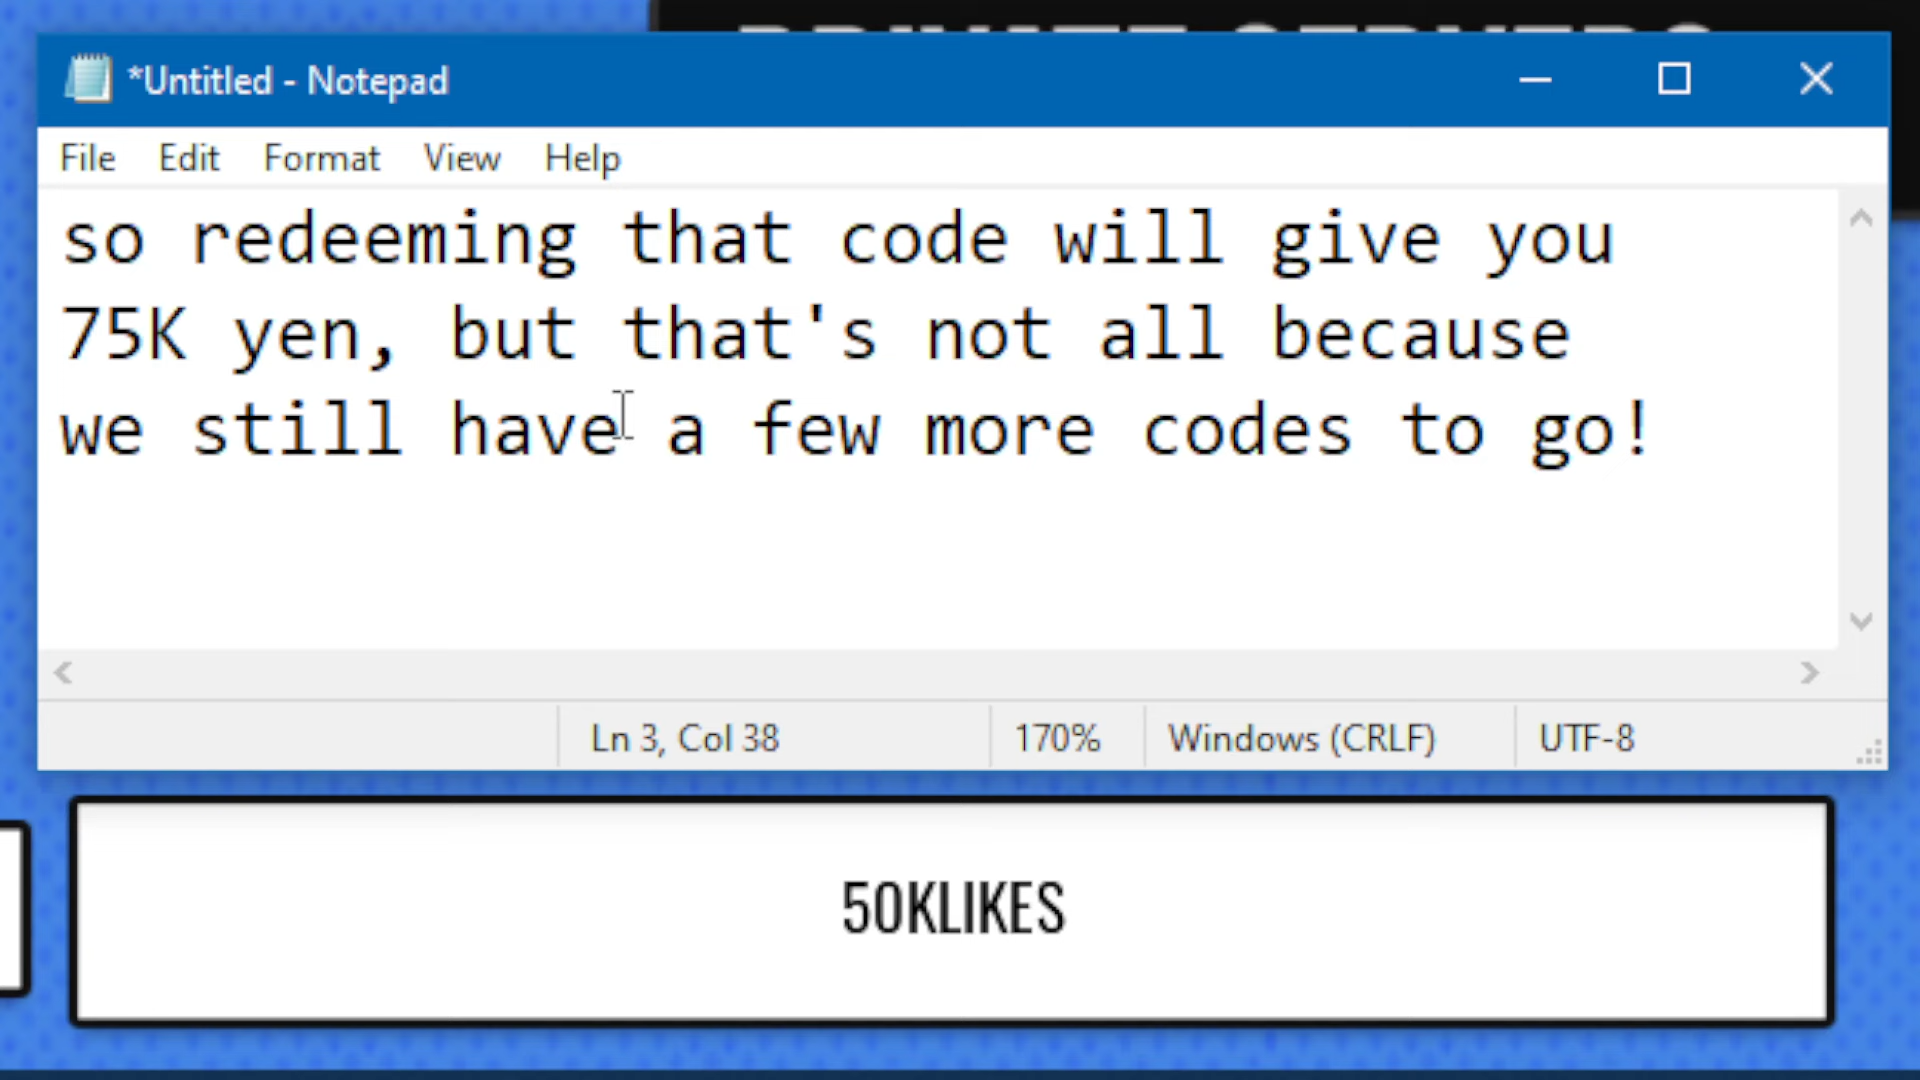 PRIVATE SERVERS
*Untitled - Notepad
File Edit Format View Help
so redeeming that code will give you
75K yen, but that's not all because
we still have a few more codes to go!
Ln 3, Col 38 170% Windows (CRLF) UTF-8
50KLIKES